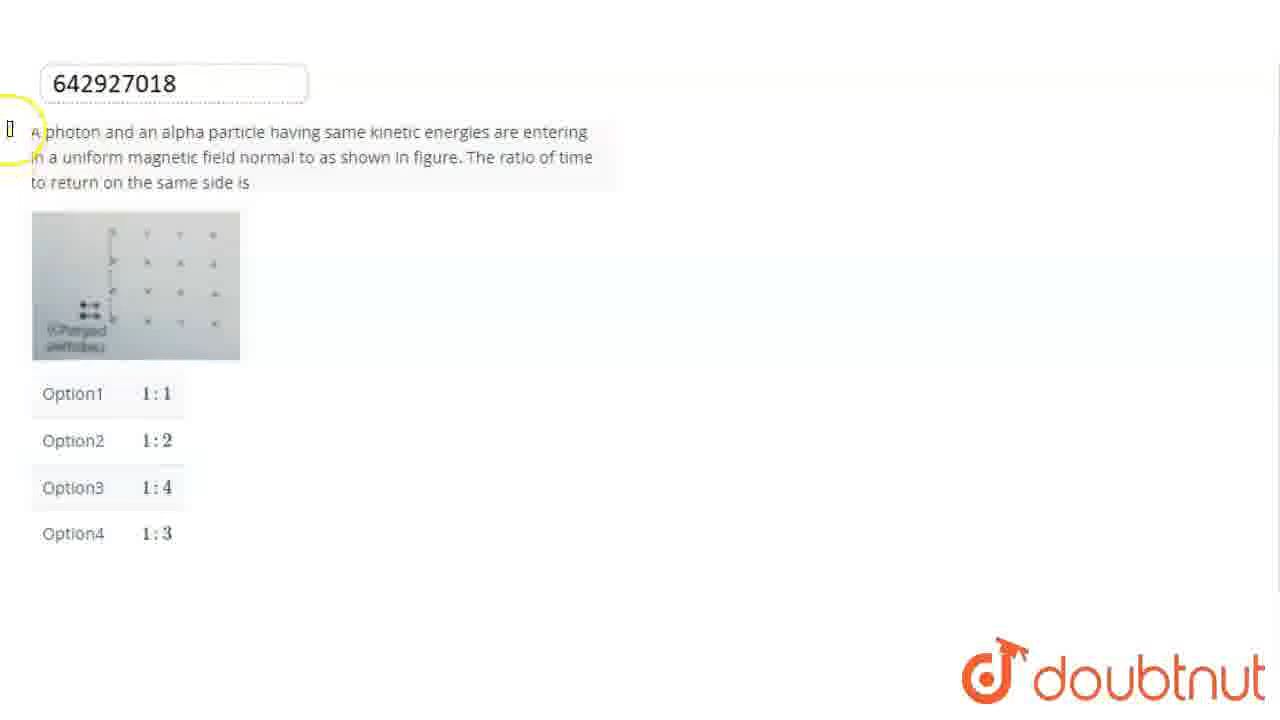 642927018
A photon and an alpha particle having same kinetic energies are entering
in a uniform magnetic field normal to as shown in figure. The ratio of time
to return on the same side is
Option1 1 : 1
Option2 1 : 2
Option3 1 : 4
Option4 1 : 3
doubtnut